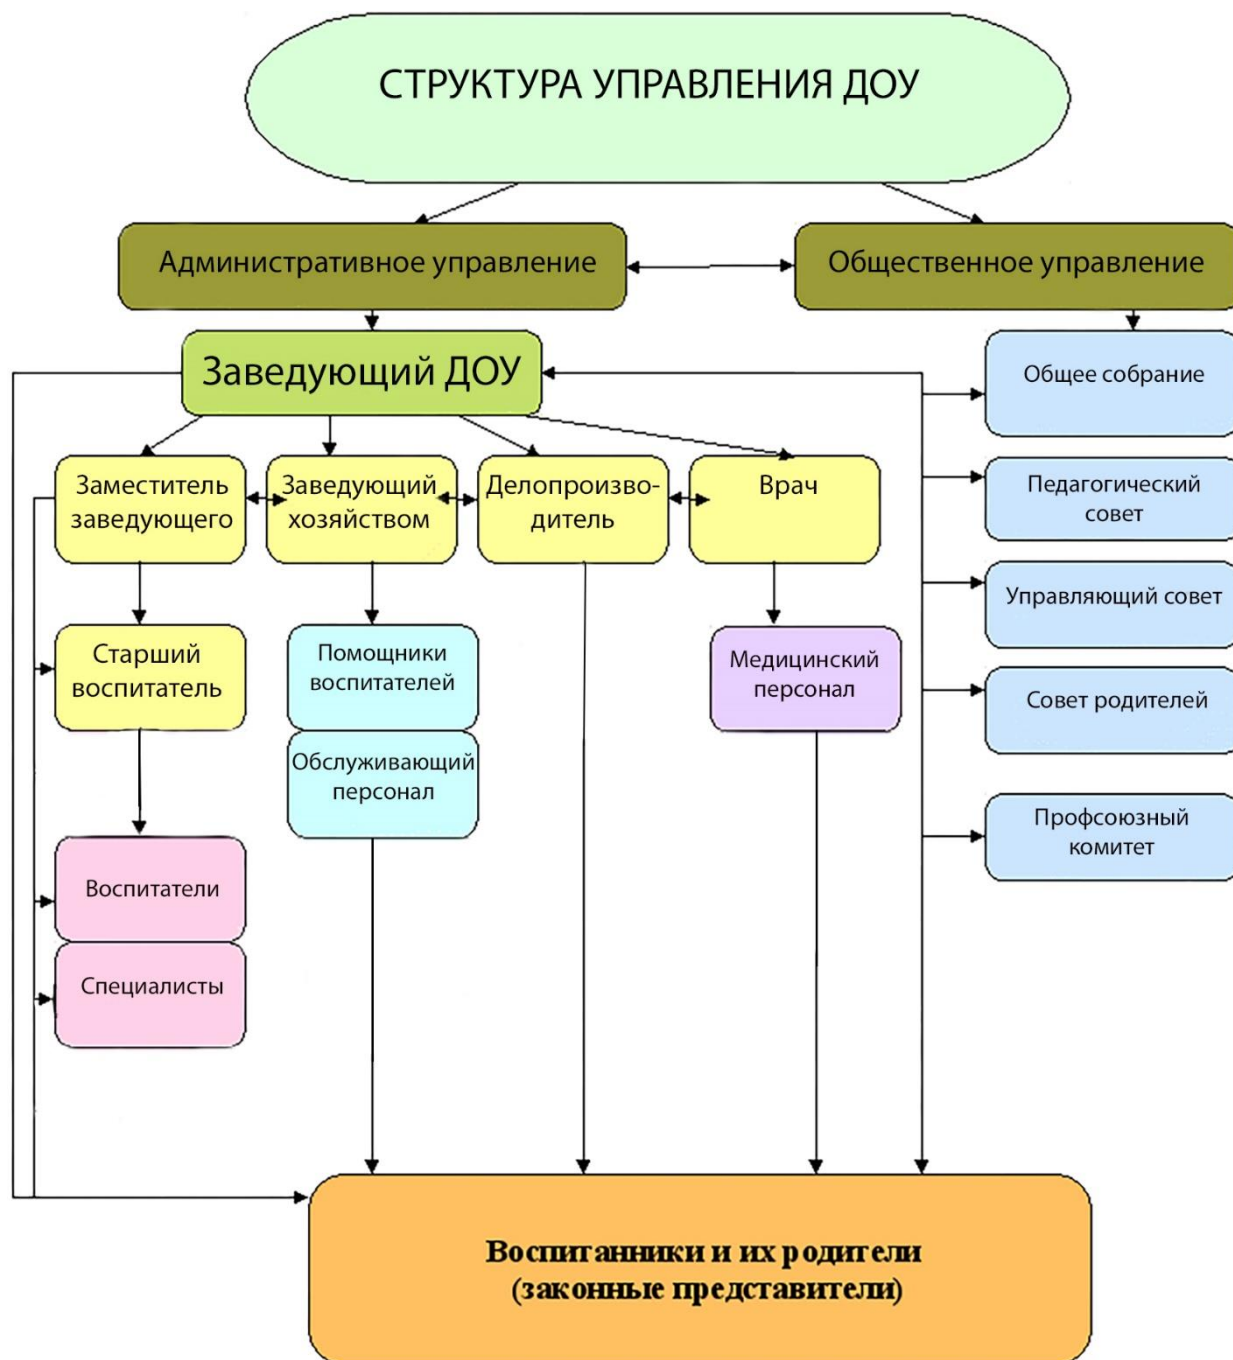 СТРУКТУРА УПРАВЛЕНИЯ ДОУ
Административное управление
Общественное управление
Заведующий ДОУ
Общее собрание
Заместитель
заведующего
Заведующий
хозяйством
Делопроизво-
дитель
Врач
Педагогический
совет
Управляющий совет
Старший
воспитатель
Помощники
воспитателей
Медицинский
персонал
Совет родителей
Обслуживающий
персонал
Профсоюзный
комитет
Воспитатели
Специалисты
Воспитанники и их родители
(законные представители)